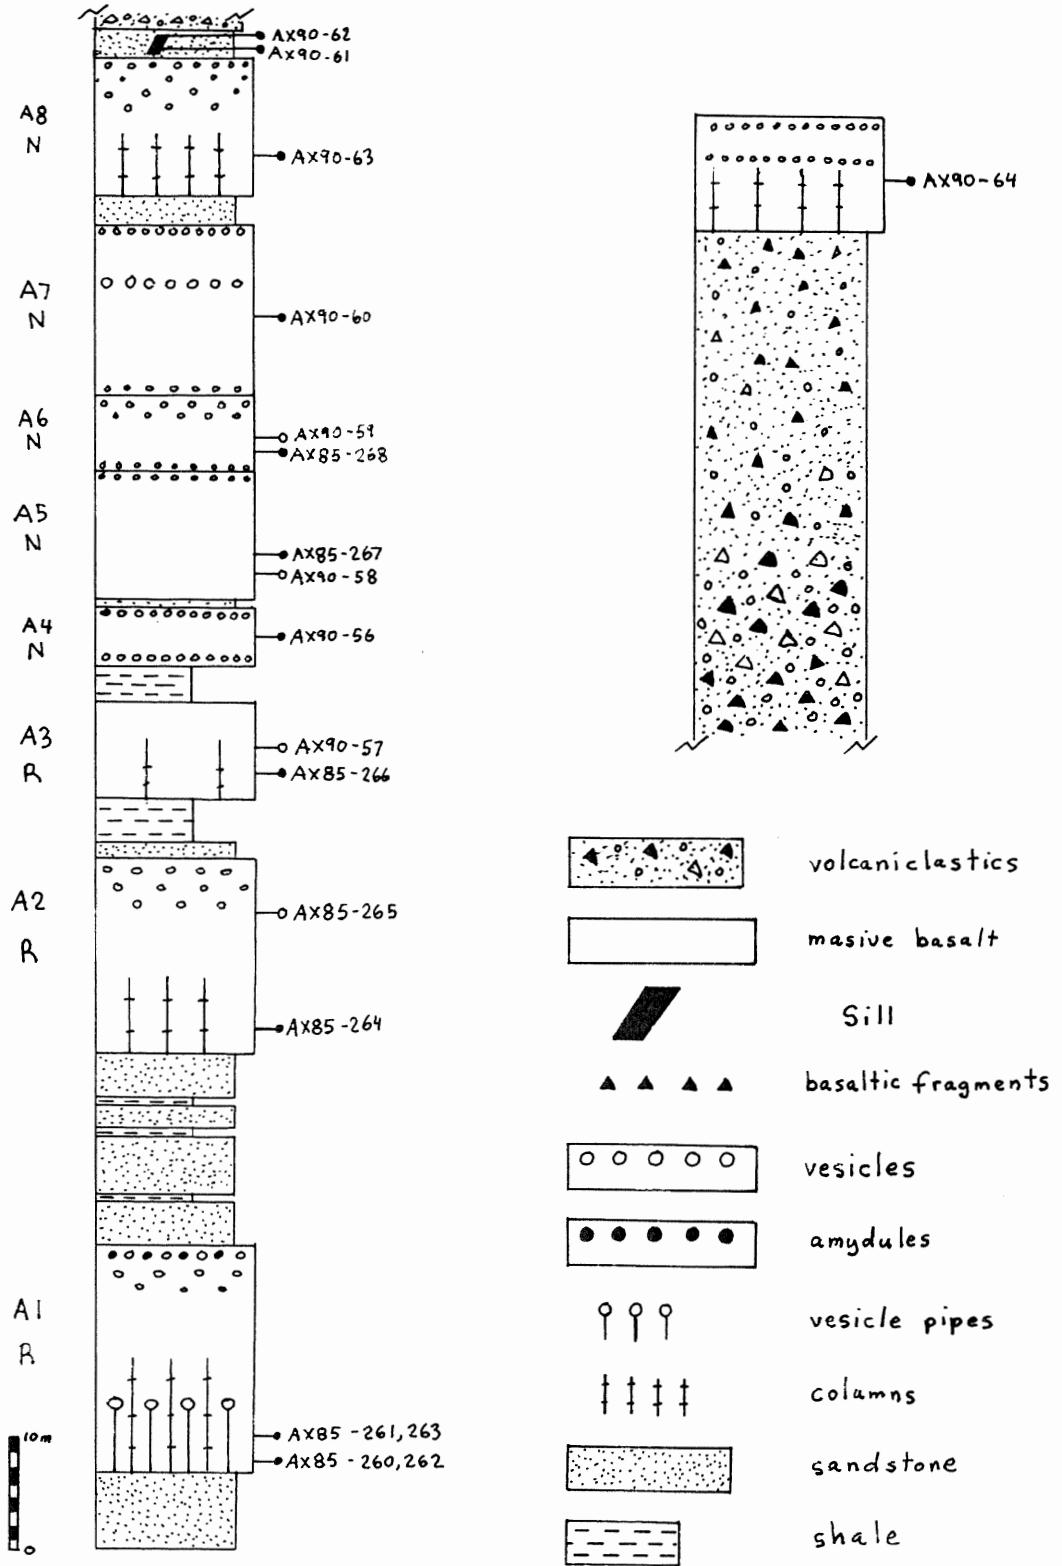 AX90-62
AX90-61
A8
N
AX90-63
A7
N
AX90-60
A6
N
AX90-59
AX85-268
A5
N
AX85-267
AX90-58
A4
N
AX90-56
A3
R
AX90-57
AX85-266
A2
R
AX85-265
AX85-264
A1
R
AX85-261,263
AX85-260,262
10m
0
AX90-64
volcaniclastics
masive basalt
Sill
basaltic fragments
vesicles
amydules
vesicle pipes
columns
sandstone
shale